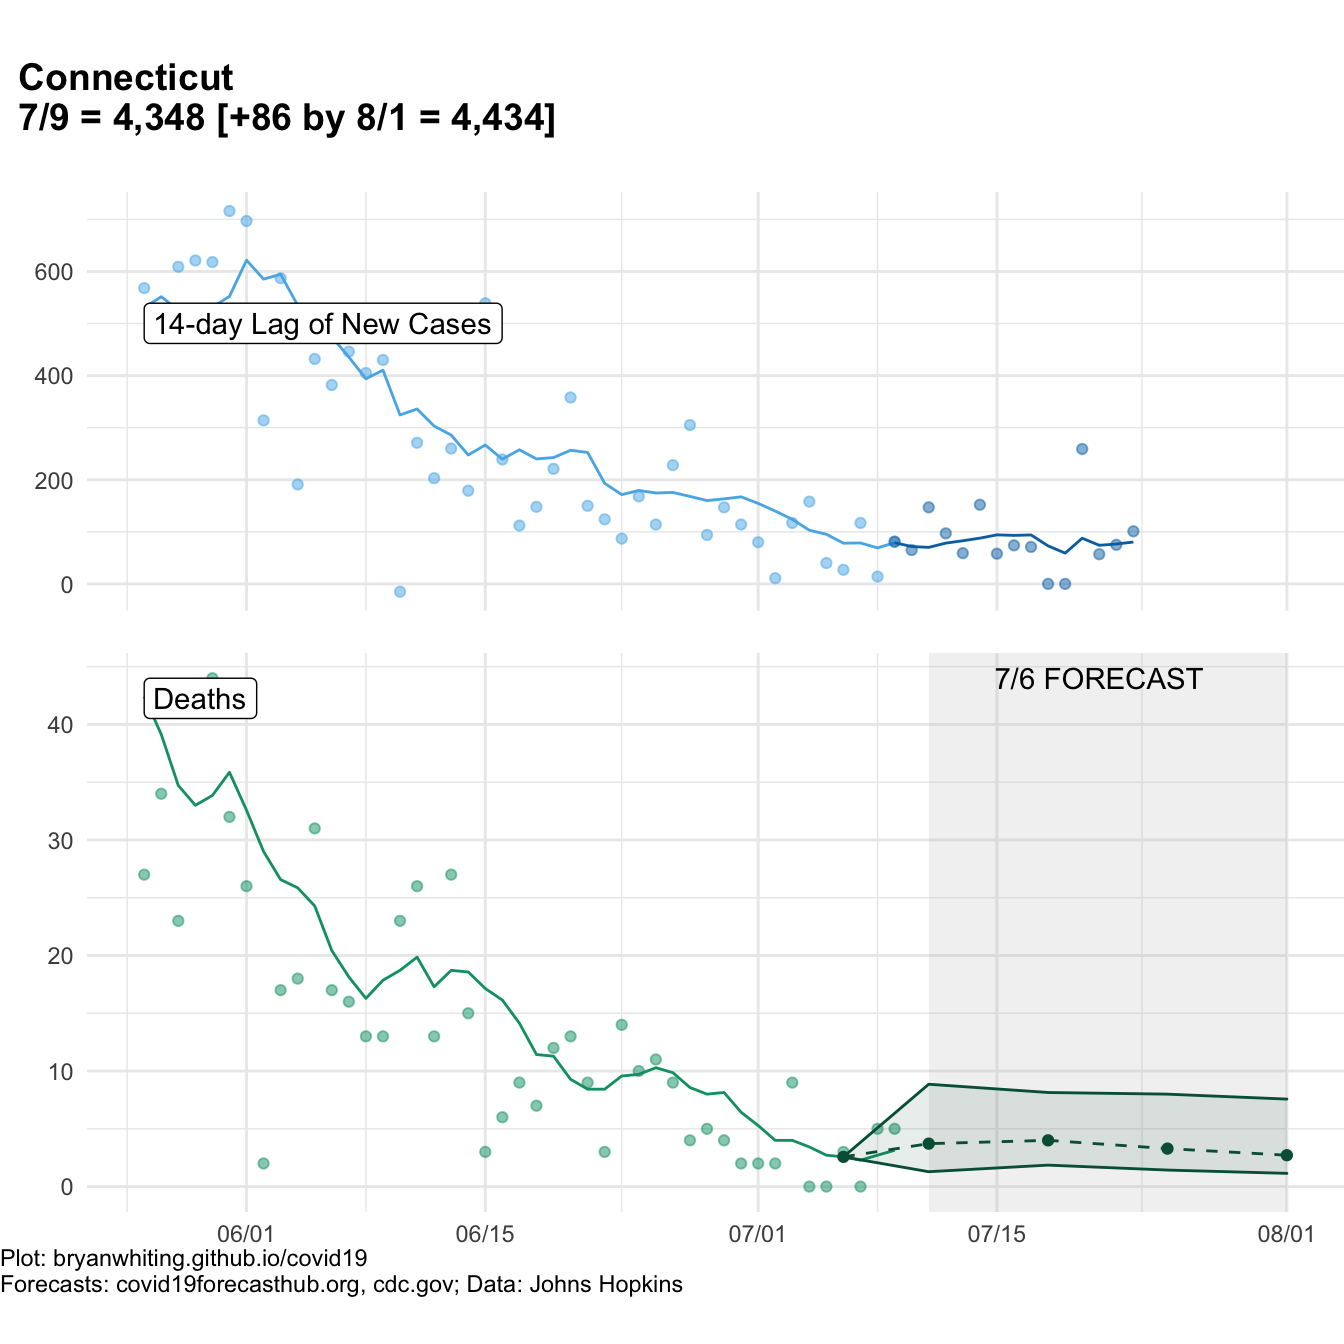 Connecticut
7/9 = 4,348 [+86 by 8/1 = 4,434]
600
14-day Lag of New Cases
400
200
0
7/6 FORECAST
Deaths
40
30
20
10
0
06/01 06/15 07/01 07/15 08/01
Plot: bryanwhiting.github.io/covid19
Forecasts: covid19forecasthub.org, cdc.gov; Data: Johns Hopkins